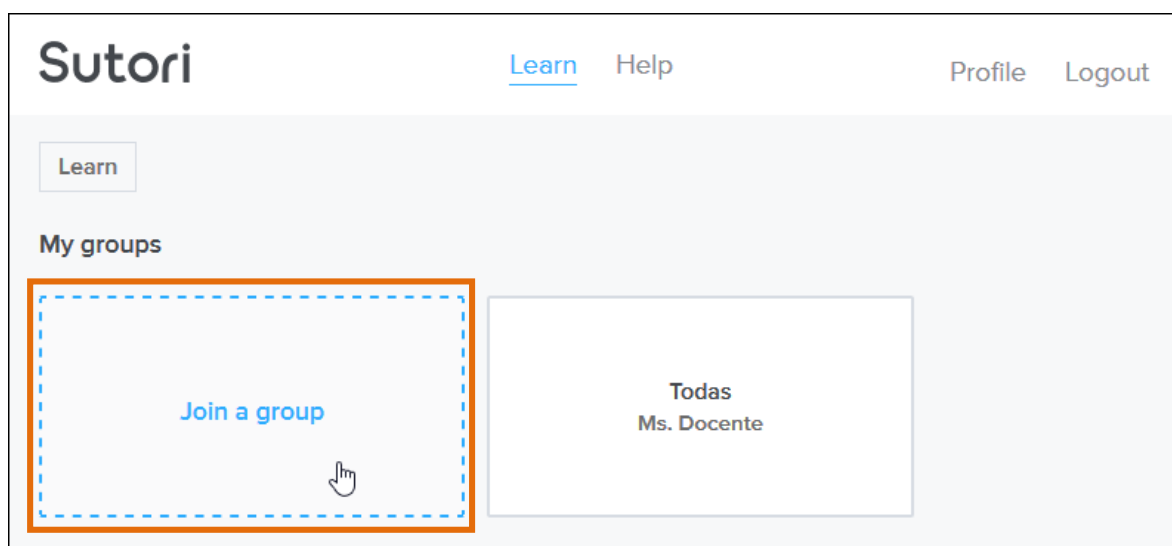 Sutori
Learn Help
Profile Logout
Learn
My groups
Join a group
Todas
Ms. Docente